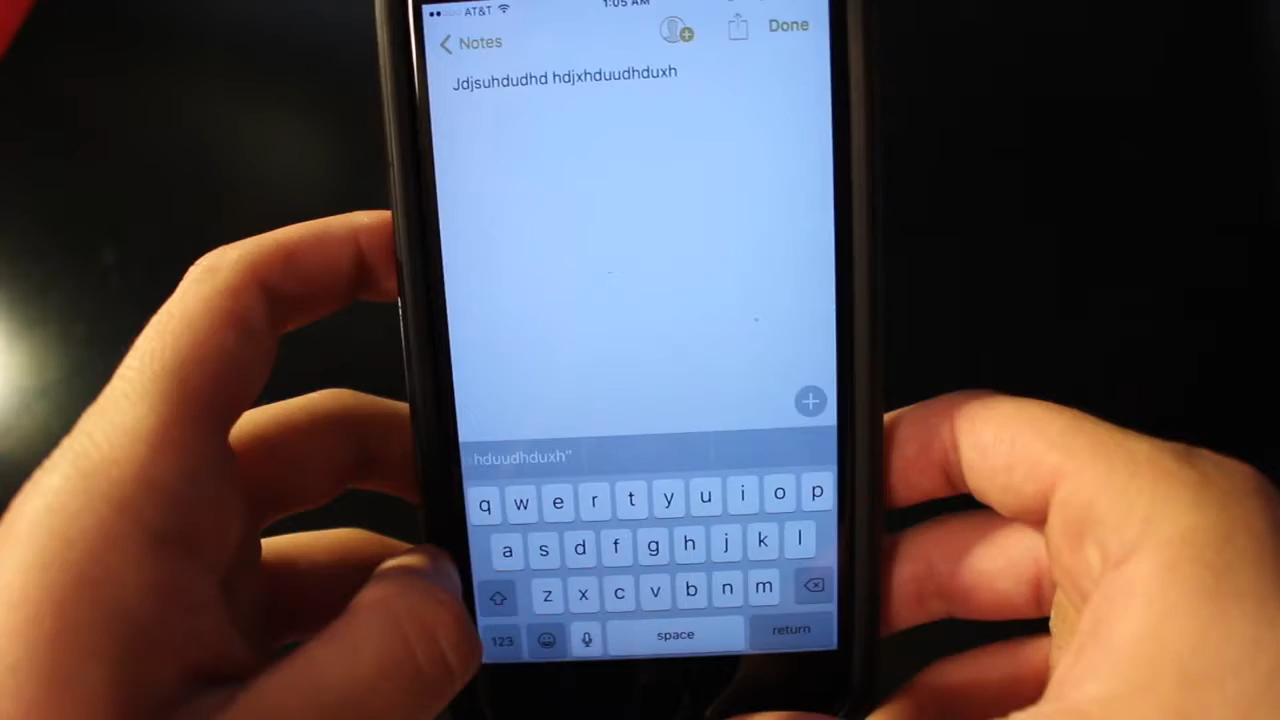 AT&T 1:05 AM
Notes Done
Jdjsuhdudhd hdjxhduudhduxh
hduudhduxh"
q w e r t y u i o p
a s d f g h j k l
z x c v b n m
123 space return